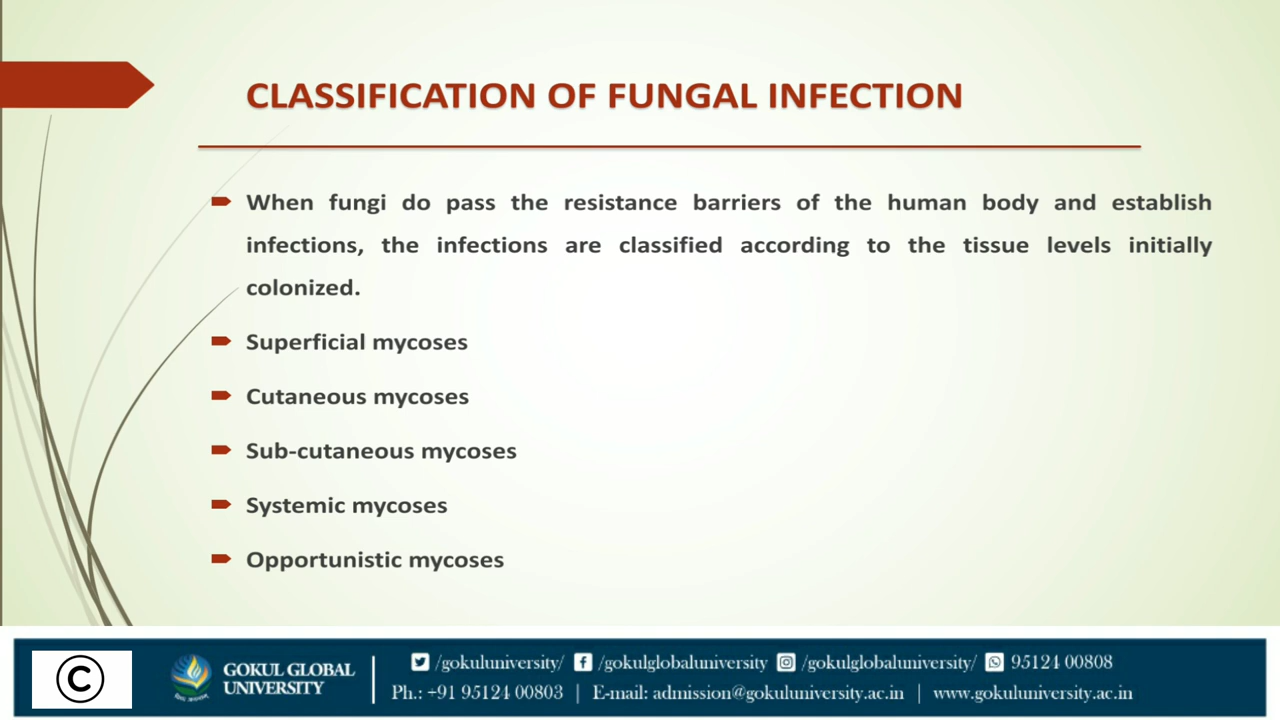 CLASSIFICATION OF FUNGAL INFECTION
When fungi do pass the resistance barriers of the human body and establish
infections, the infections are classified according to the tissue levels initially
colonized.
Superficial mycoses
Cutaneous mycoses
Sub-cutaneous mycoses
Systemic mycoses
Opportunistic mycoses
©
GOKUL GLOBAL
UNIVERSITY
/gokuluniversity/ /gokulglobaluniversity /gokulglobaluniversity/ 95124 00808
Ph.: +91 95124 00803 | E-mail: admission@gokuluniversity.ac.in | www.gokuluniversity.ac.in